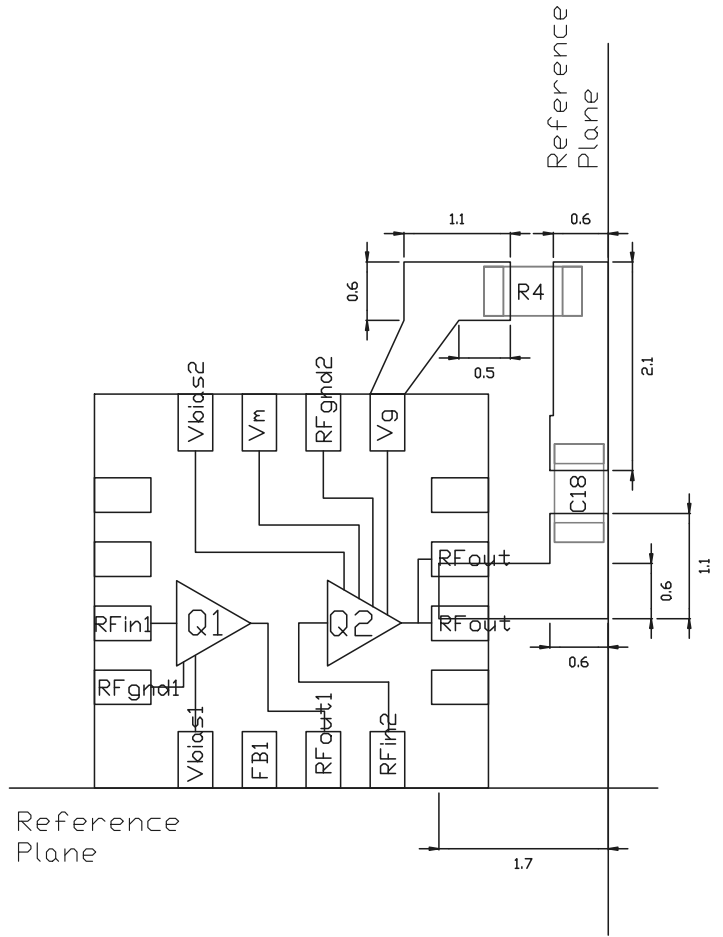 Reference
Plane
1.1
0.6
0.6
R4
0.5
2.1
Vbias2
Vm
RFgnd2
Vg
C18
RFout
1.1
0.6
RFin1
Q1
Q2
RFout
0.6
RFgnd1
Vbias1
FB1
RFout1
RFin2
Reference
Plane
1.7